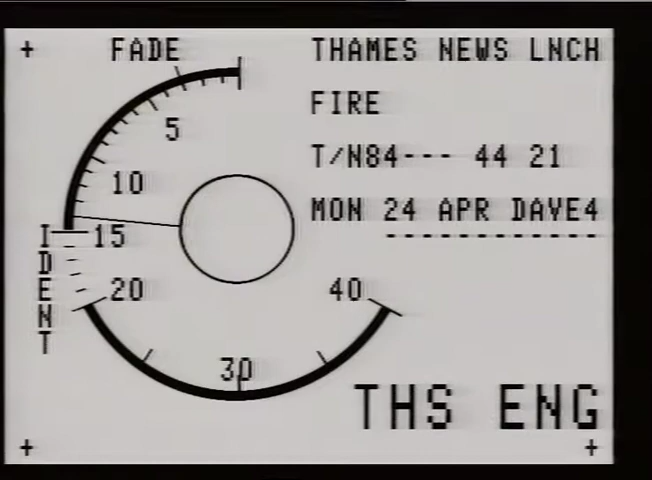 FADE
THAMES NEWS LNCH
FIRE
5
T/N84--- 44 21
10
MON 24 APR DAVE4
------------
15
IDENT
20
40
30
THS ENG